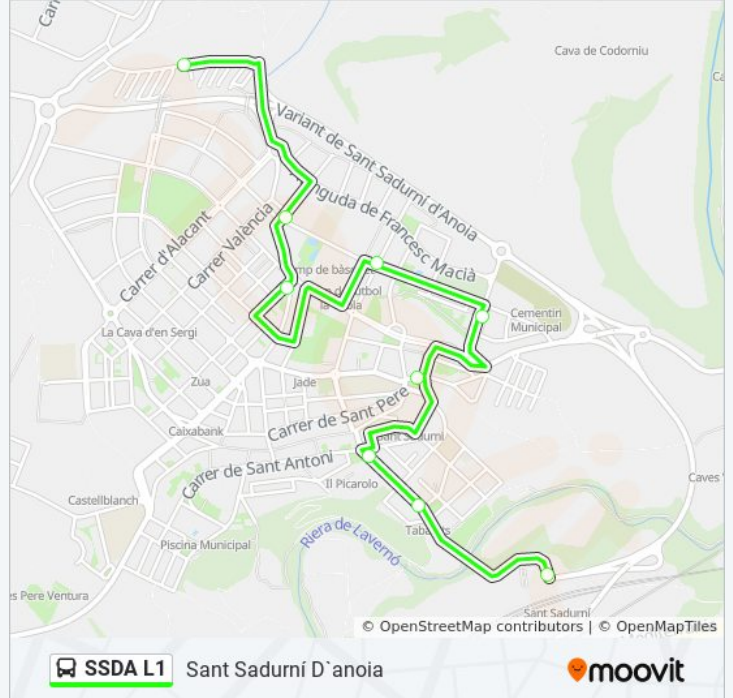 Cava de Codorniu
Variant de Sant Sadurní d'Anoia
Avinguda de Francesc Macià
Carrer d'Alacant
Carrer València
La Cava d'en Sergi
Cementiri
Municipal
Zua
Jade
Carrer de Sant Pere
Caixabank
Carrer de Sant Antoni
Il Picarolo
Castellblanch
Riera de Lavernó
Piscina Municipal
Caves
es Pere Ventura
Sant Sadurní
© OpenStreetMap contributors | © OpenMapTiles
SSDA L1 Sant Sadurní D`anoia
moovit